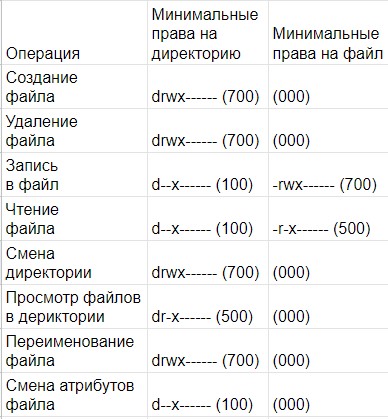 Операция
Минимальные
права на
директорию
Минимальные
права на файл
Создание
файла
drwx------ (700)
(000)
Удаление
файла
drwx------ (700)
(000)
Запись
в файл
d--x------ (100)
-rwx------ (700)
Чтение
файла
d--x------ (100)
-r-x------ (500)
Смена
директории
drwx------ (700)
(000)
Просмотр файлов
в дериктории
dr-x------ (500)
(000)
Переименование
файла
drwx------ (700)
(000)
Смена атрибутов
файла
d--x------ (100)
(000)